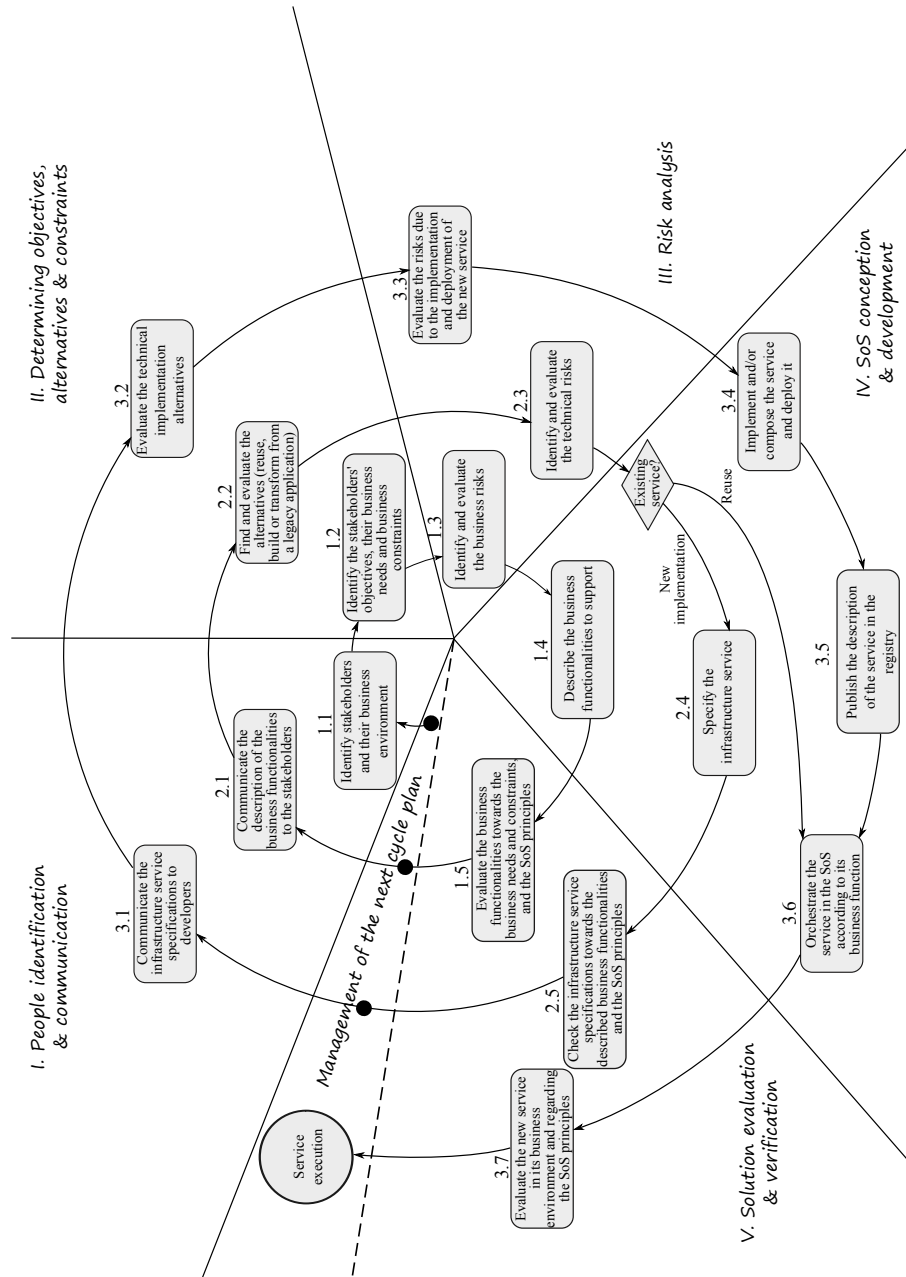 I. People identification
& communication
II. Determining objectives,
alternatives & constraints
III. Risk analysis
IV. SoS conception
& development
V. Solution evaluation
& verification
Management of the next cycle plan
1.1
Identify stakeholders
and their business
environment
1.2
Identify the stakeholders'
objectives, their business
needs and business
constraints
1.3
Identify and evaluate
the business risks
1.4
Describe the business
functionalities to support
1.5
Evaluate the business
functionalities towards the
business needs and constraints,
and the SoS principles
2.1
Communicate the
description of the
business functionalities
to the stakeholders
2.2
Find and evaluate the
alternatives (reuse,
build or transform from
a legacy application)
2.3
Identify and evaluate
the technical risks
Existing
service?
Reuse
New
implementation
2.4
Specify the
infrastructure service
2.5
Check the infrastructure service
specifications towards the
described business functionalities
and the SoS principles
3.1
Communicate the
infrastructure service
specifications to
developers
3.2
Evaluate the technical
implementation
alternatives
3.3
Evaluate the risks due
to the implementation
and deployment of
the new service
3.4
Implement and/or
compose the service
and deploy it
3.5
Publish the description
of the service in the
registry
3.6
Orchestrate the
service in the SoS
according to its
business function
3.7
Evaluate the new service
in its business
environment and regarding
the SoS principles
Service
execution